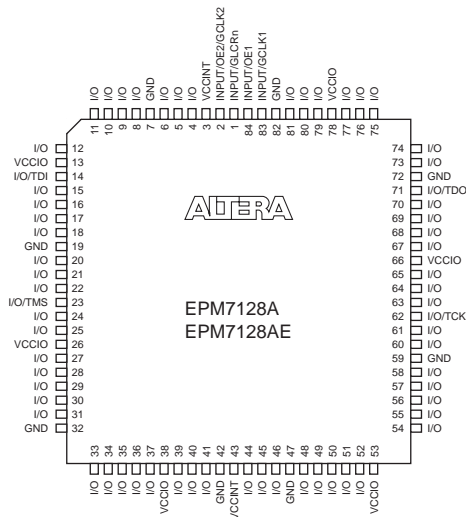 I/O I/O I/O I/O GND I/O I/O I/O VCCINT INPUT/OE2/GCLK2 INPUT/GLCRn INPUT/OE1 INPUT/GCLK1 GND I/O I/O I/O VCCIO I/O I/O I/O
11 10 9 8 7 6 5 4 3 2 1 84 83 82 81 80 79 78 77 76 75
I/O 12
VCCIO 13
I/O/TDI 14
I/O 15
I/O 16
I/O 17
I/O 18
GND 19
I/O 20
I/O 21
I/O 22
I/O/TMS 23
I/O 24
I/O 25
VCCIO 26
I/O 27
I/O 28
I/O 29
I/O 30
I/O 31
GND 32
ALTERA
EPM7128A
EPM7128AE
74 I/O
73 I/O
72 GND
71 I/O/TDO
70 I/O
69 I/O
68 I/O
67 I/O
66 VCCIO
65 I/O
64 I/O
63 I/O
62 I/O/TCK
61 I/O
60 I/O
59 GND
58 I/O
57 I/O
56 I/O
55 I/O
54 I/O
33 34 35 36 37 38 39 40 41 42 43 44 45 46 47 48 49 50 51 52 53
I/O I/O I/O I/O I/O VCCIO I/O I/O I/O GND VCCINT I/O I/O I/O GND I/O I/O I/O I/O I/O VCCIO